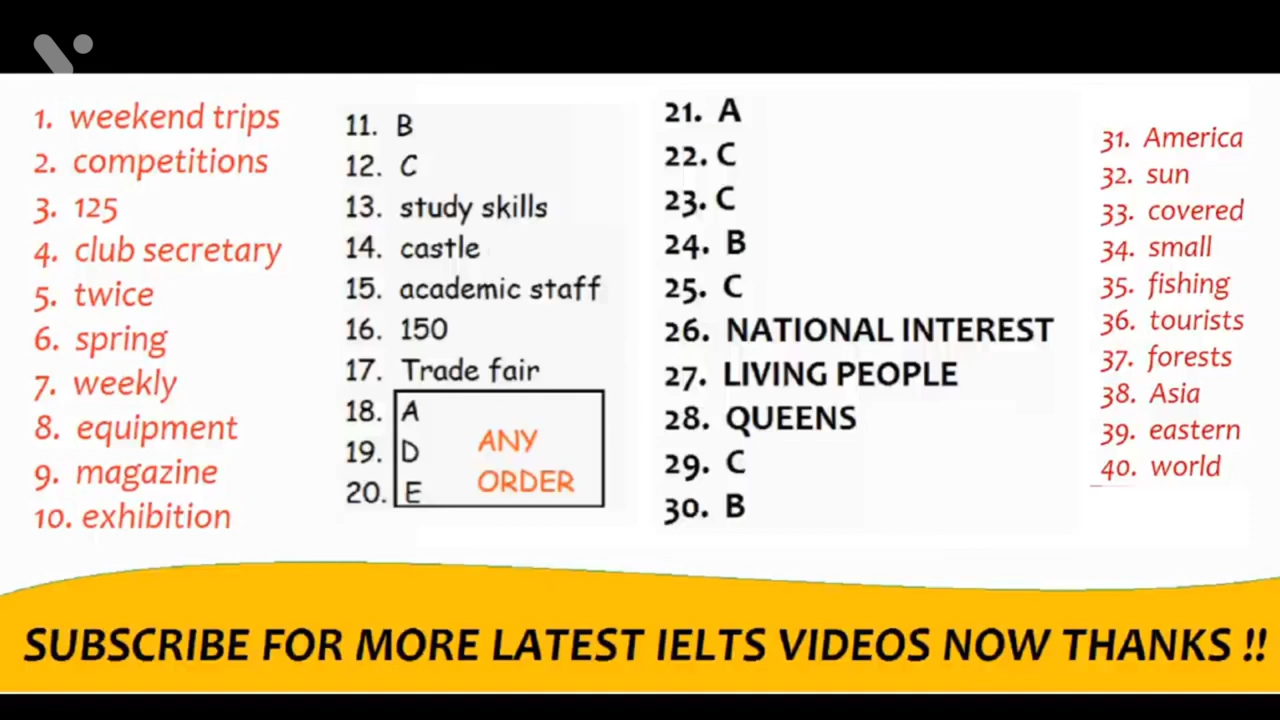 1. weekend trips
2. competitions
3. 125
4. club secretary
5. twice
6. spring
7. weekly
8. equipment
9. magazine
10. exhibition
11. B
12. C
13. study skills
14. castle
15. academic staff
16. 150
17. Trade fair
18. A
19. D
20. E
ANY
ORDER
21. A
22. C
23. C
24. B
25. C
26. NATIONAL INTEREST
27. LIVING PEOPLE
28. QUEENS
29. C
30. B
31. America
32. sun
33. covered
34. small
35. fishing
36. tourists
37. forests
38. Asia
39. eastern
40. world
SUBSCRIBE FOR MORE LATEST IELTS VIDEOS NOW THANKS !!